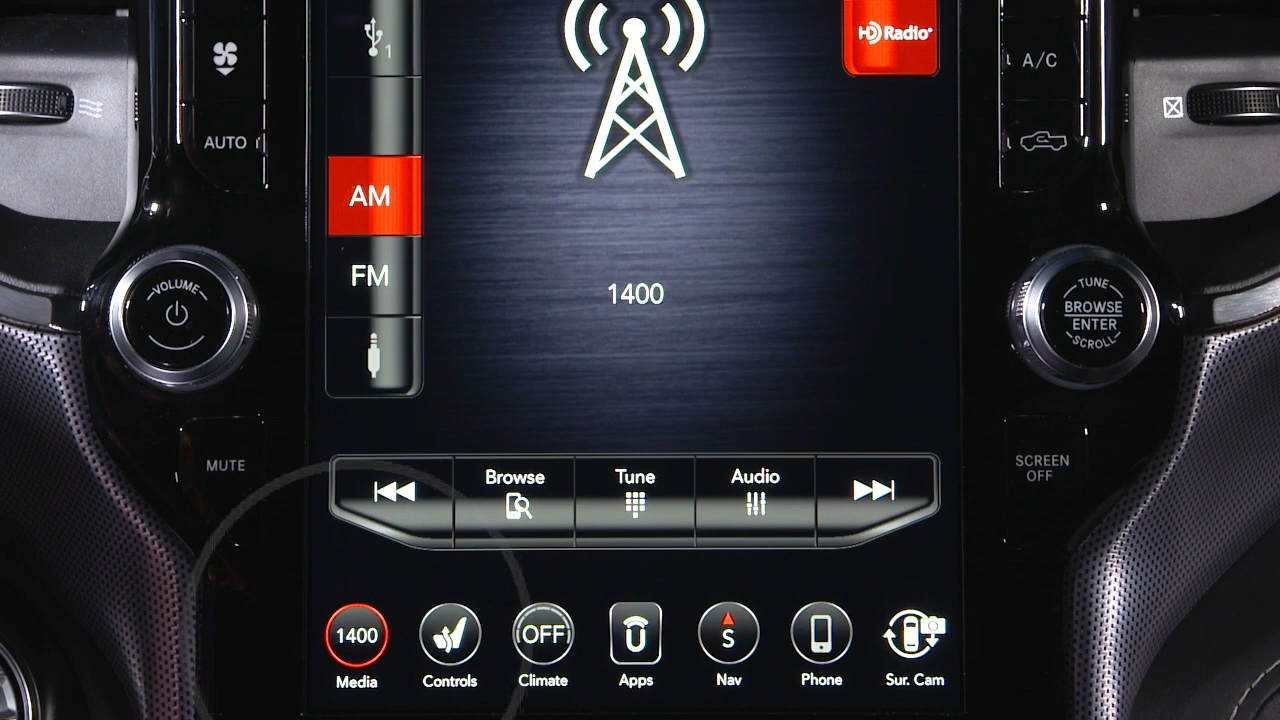 1
HD Radio
A/C
AUTO
AM
FM
1400
VOLUME
TUNE
BROWSE
ENTER
SCROLL
MUTE
SCREEN
OFF
Browse
Tune
Audio
1400
OFF
S
Media
Controls
Climate
Apps
Nav
Phone
Sur. Cam